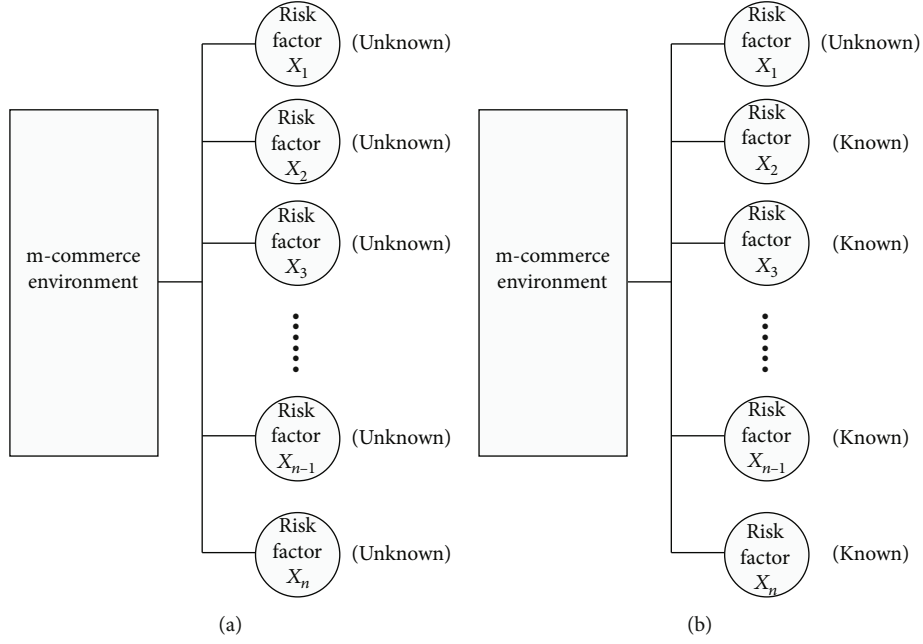 m-commerce
environment
Risk
factor
X1
(Unknown)
Risk
factor
X2
(Unknown)
Risk
factor
X3
(Unknown)
Risk
factor
Xn–1
(Unknown)
Risk
factor
Xn
(Unknown)
(a)
m-commerce
environment
Risk
factor
X1
(Unknown)
Risk
factor
X2
(Known)
Risk
factor
X3
(Known)
Risk
factor
Xn–1
(Known)
Risk
factor
Xn
(Known)
(b)